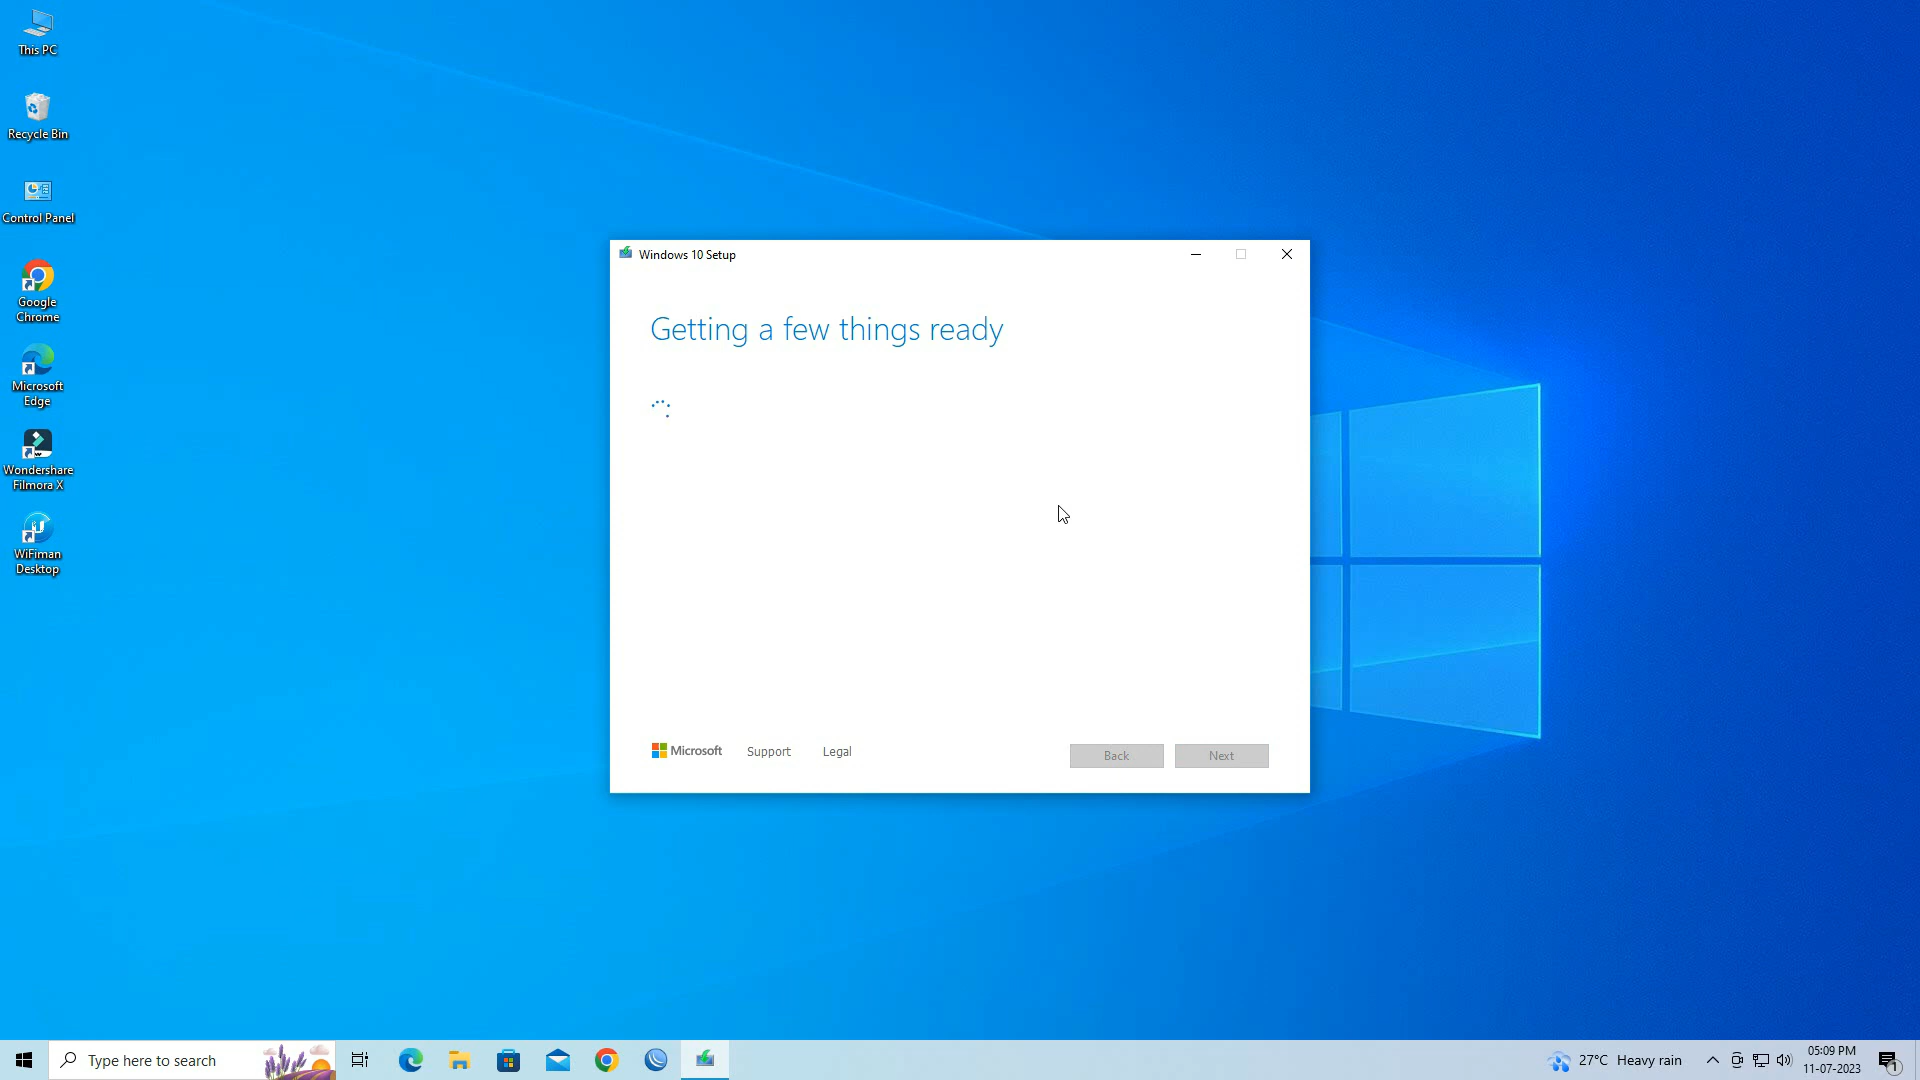 This PC
Recycle Bin
Control Panel
Google
Chrome
Microsoft
Edge
Wondershare
Filmora X
WiFiman
Desktop
Windows 10 Setup
Getting a few things ready
Microsoft
Support
Legal
Back
Next
Type here to search
27°C Heavy rain
05:09 PM
11-07-2023
1